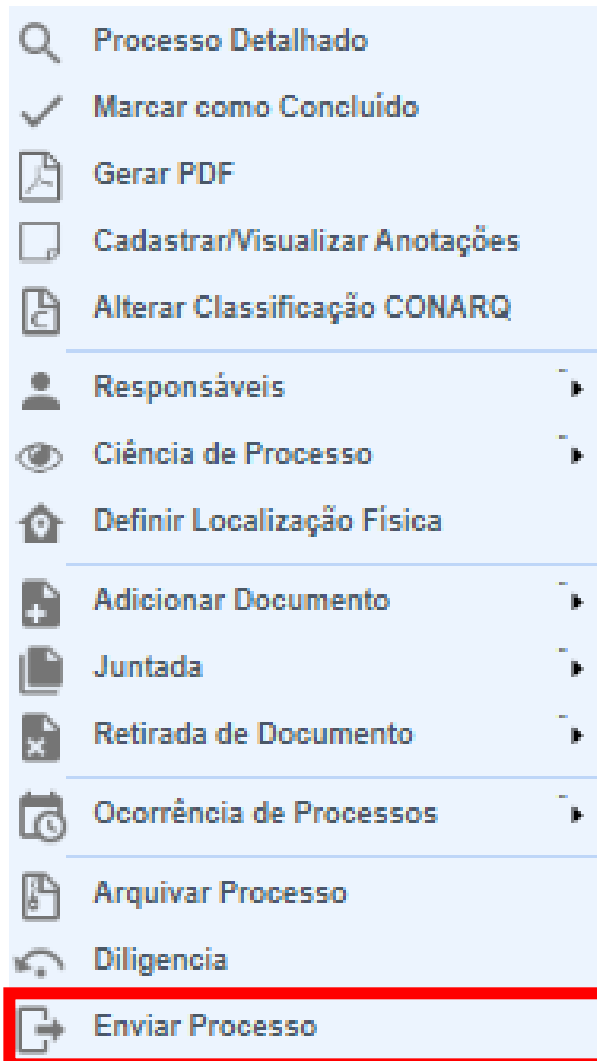 Processo Detalhado
Marcar como Concluído
Gerar PDF
Cadastrar/Visualizar Anotações
Alterar Classificação CONARQ
Responsáveis
Ciência de Processo
Definir Localização Física
Adicionar Documento
Juntada
Retirada de Documento
Ocorrência de Processos
Arquivar Processo
Diligencia
Enviar Processo